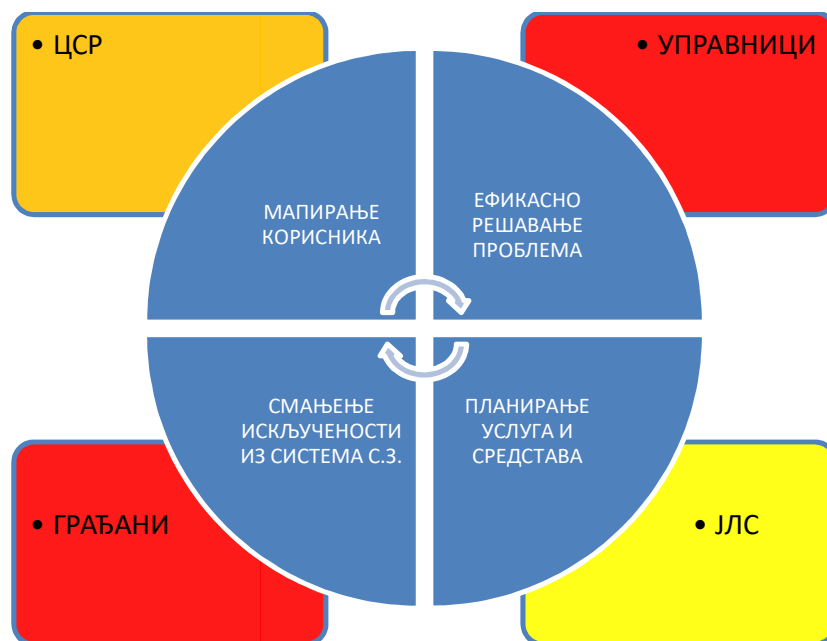 • ЦСР
• УПРАВНИЦИ
МАПИРАЊЕ
КОРИСНИКА
ЕФИКАСНО
РЕШАВАЊЕ
ПРОБЛЕМА
СМАЊЕЊЕ
ИСКЉУЧЕНОСТИ
ИЗ СИСТЕМА С.З.
ПЛАНИРАЊЕ
УСЛУГА И
СРЕДСТАВА
• ГРАЂАНИ
• ЈЛС